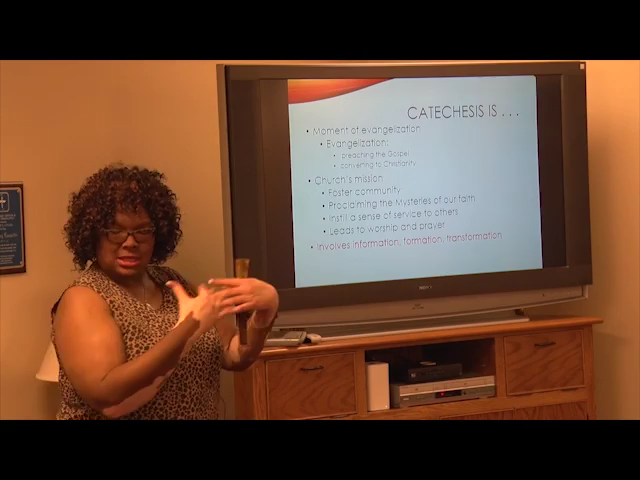 CATECHESIS IS . . .
• Moment of evangelization
• Evangelization:
• preaching the Gospel
• converting to Christianity
• Church's mission
• Foster community
• Proclaiming the Mysteries of our faith
• Instill a sense of service to others
• Leads to worship and prayer
• Involves information, formation, transformation